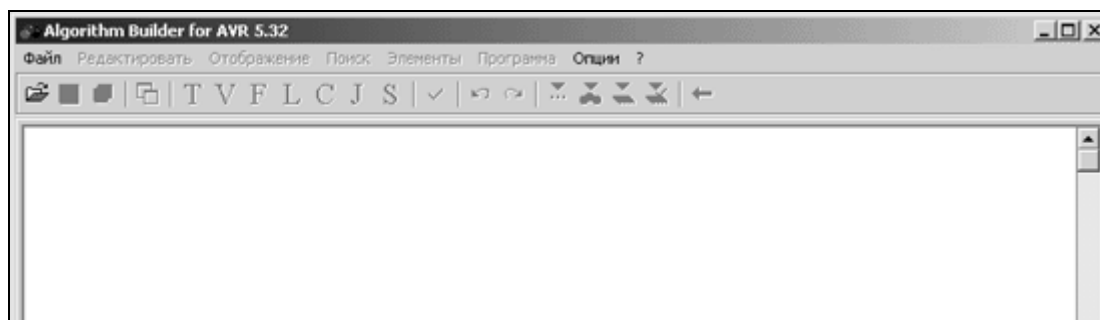 Algorithm Builder for AVR 5.32
Файл Редактировать Отображение Поиск Элементы Программа Опции ?
T V F L C J S